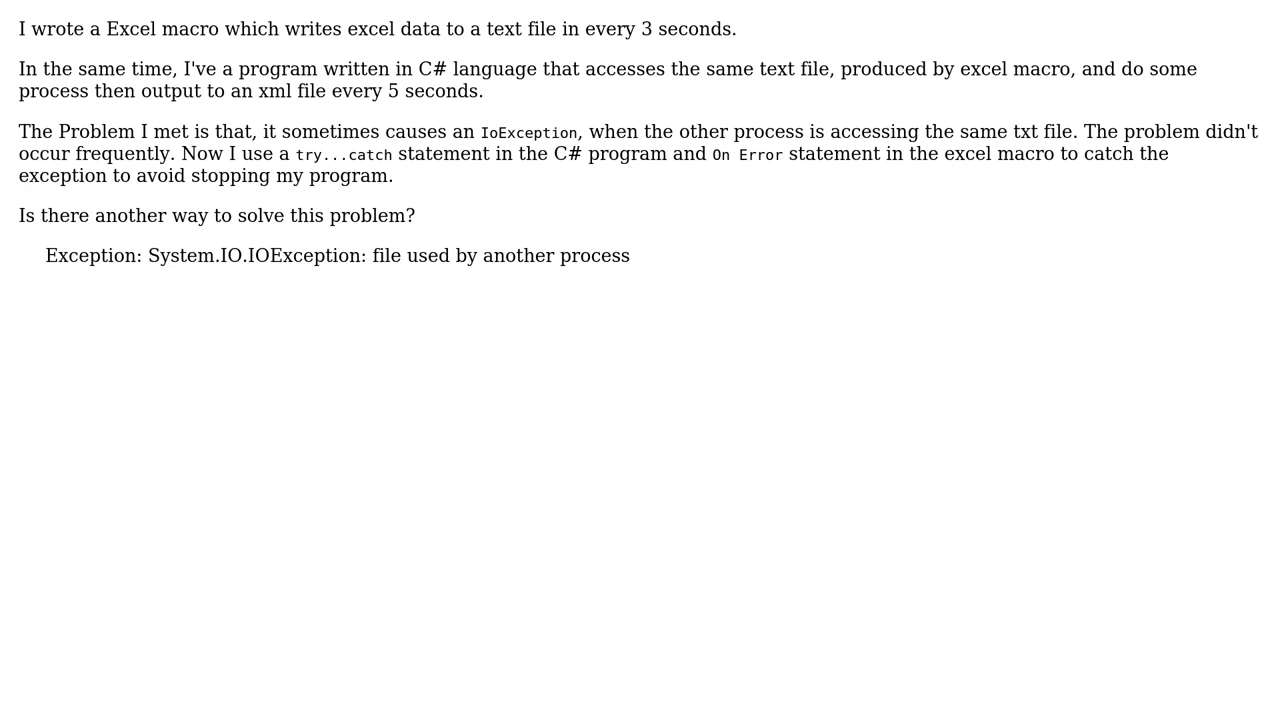 I wrote a Excel macro which writes excel data to a text file in every 3 seconds.
In the same time, I've a program written in C# language that accesses the same text file, produced by excel macro, and do some
process then output to an xml file every 5 seconds.
The Problem I met is that, it sometimes causes an IoException, when the other process is accessing the same txt file. The problem didn't
occur frequently. Now I use a try...catch statement in the C# program and On Error statement in the excel macro to catch the
exception to avoid stopping my program.
Is there another way to solve this problem?
Exception: System.IO.IOException: file used by another process